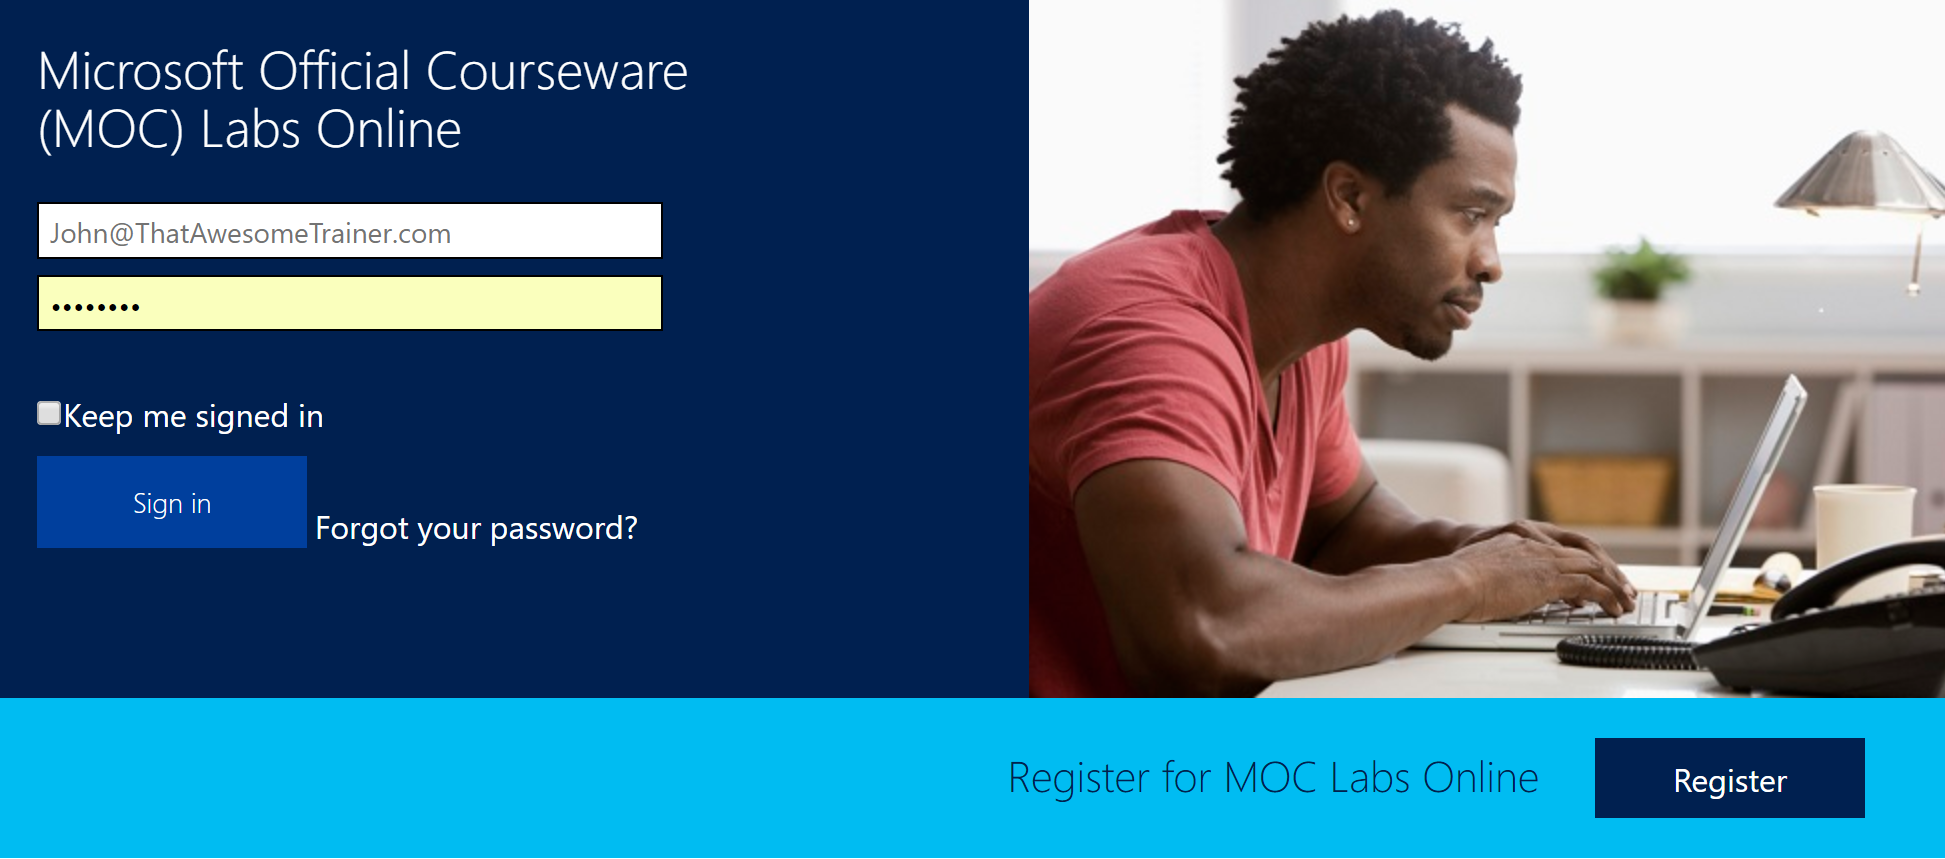 Microsoft Official Courseware
(MOC) Labs Online
John@ThatAwesomeTrainer.com
••••••••
Keep me signed in
Sign in
Forgot your password?
Register for MOC Labs Online
Register